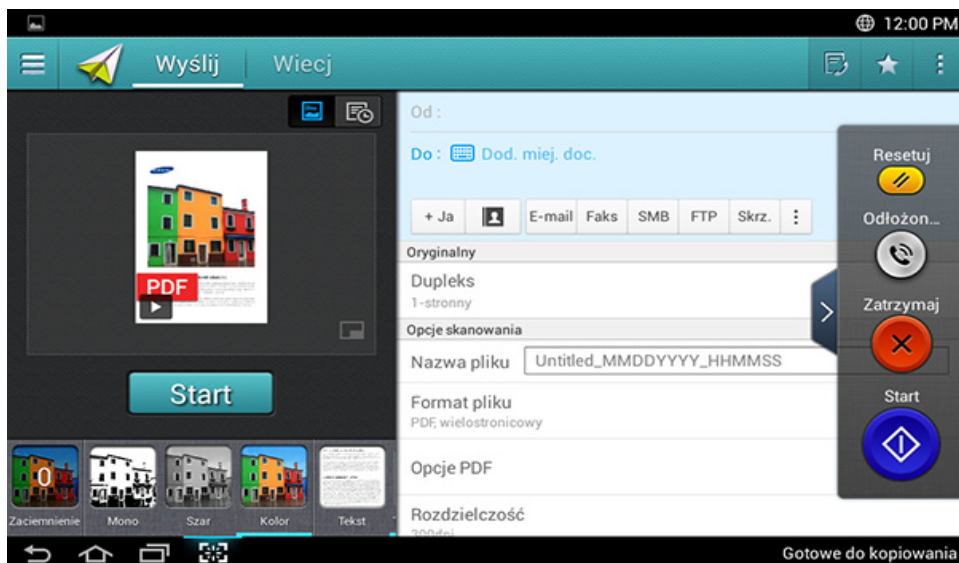 12:00 PM
Wyślij
Wiecj
Od :
Do : Dod. miej. doc.
+ Ja
E-mail
Faks
SMB
FTP
Skrz.
Oryginalny
Dupleks
1-stronny
Opcje skanowania
Nazwa pliku
Untitled_MMDDYYYY_HHMMSS
Format pliku
PDF, wielostronicowy
Opcje PDF
Rozdzielczość
300dpi
Resetuj
Odłożon...
Zatrzymaj
Start
PDF
Start
0
Zaciemnienie
Mono
Szar
Kolor
Tekst
Gotowe do kopiowania